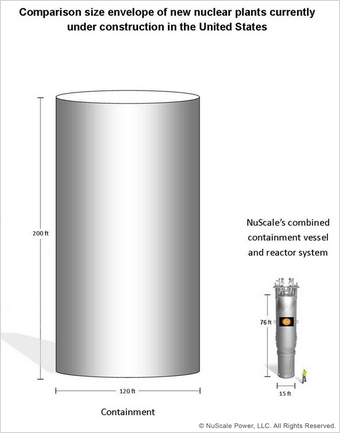 Comparison size envelope of new nuclear plants currently
under construction in the United States
200 ft
120 ft
Containment
NuScale's combined
containment vessel
and reactor system
76 ft
15 ft
© NuScale Power, LLC. All Rights Reserved.